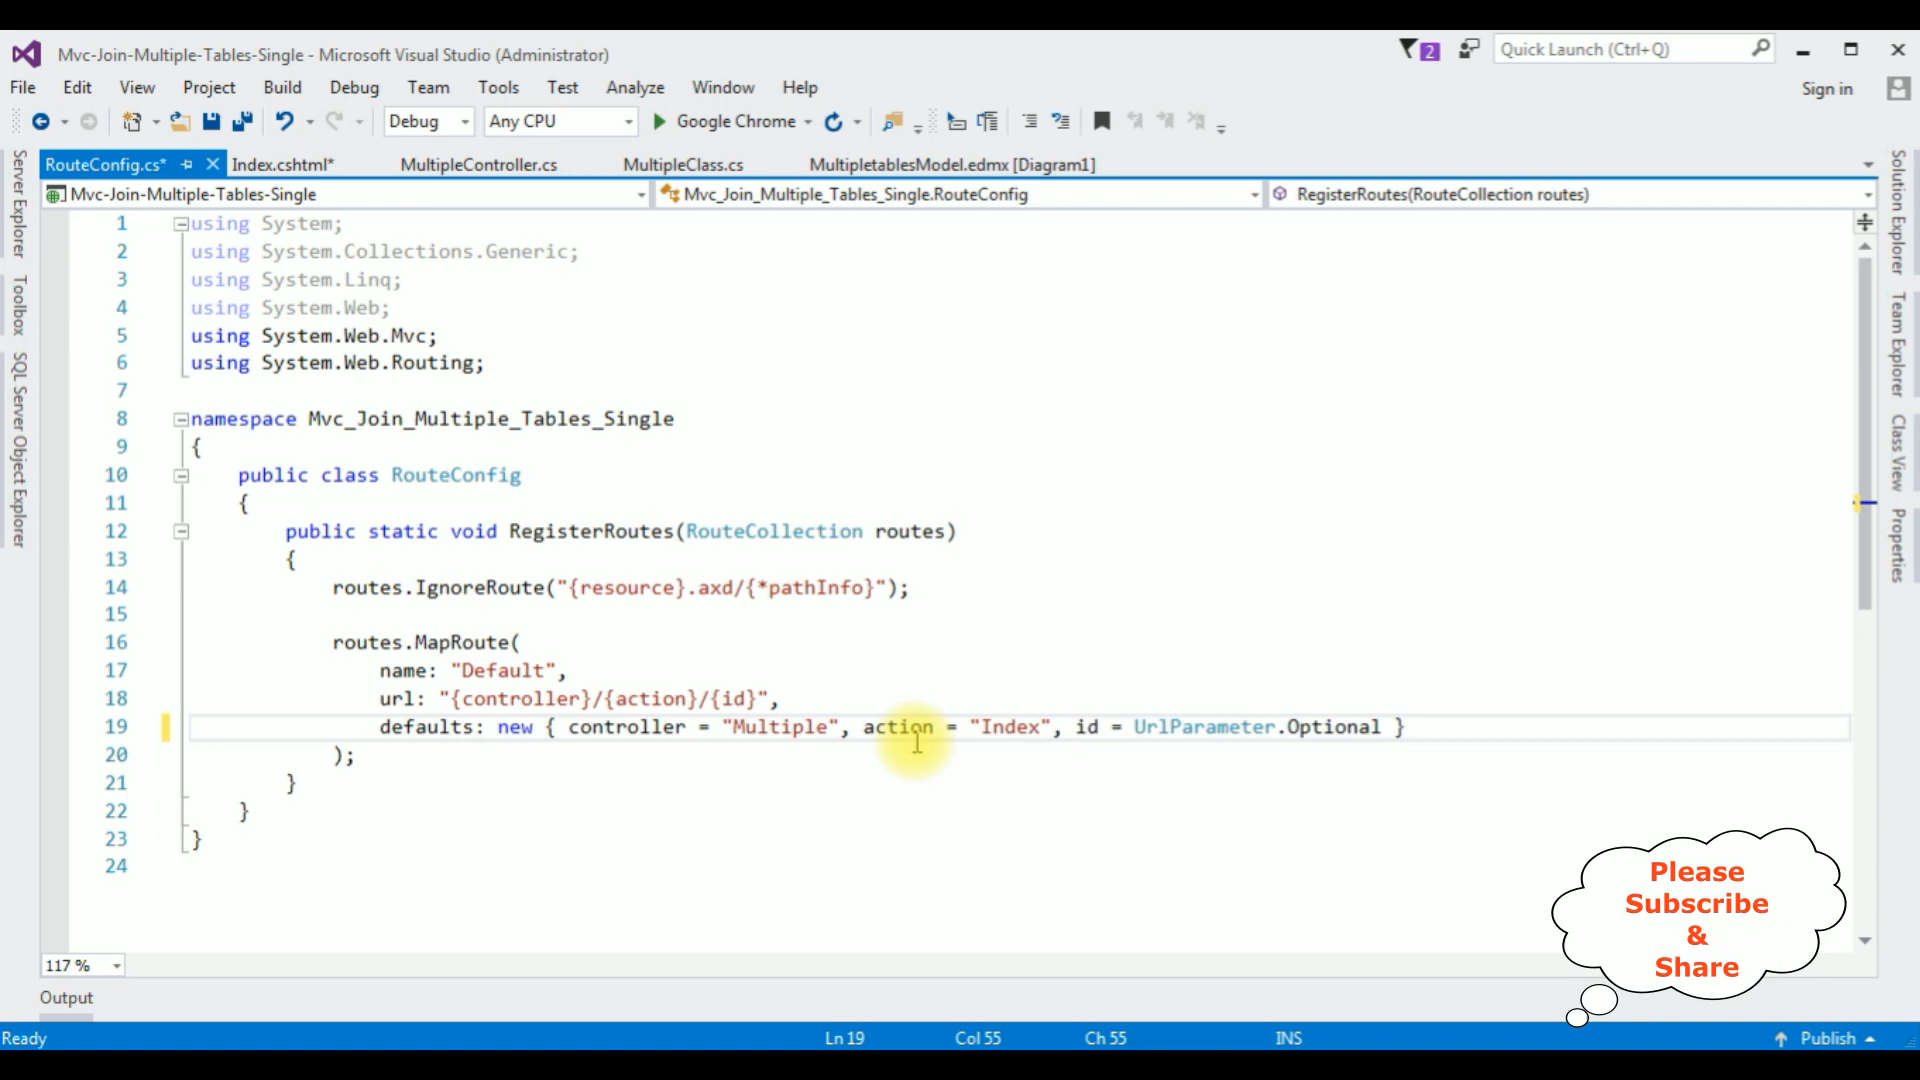 Mvc-Join-Multiple-Tables-Single - Microsoft Visual Studio (Administrator)
2
Quick Launch (Ctrl+Q)
File Edit View Project Build Debug Team Tools Test Analyze Window Help
Sign in
Debug Any CPU Google Chrome
RouteConfig.cs* Index.cshtml* MultipleController.cs MultipleClass.cs MultipletablesModel.edmx [Diagram1]
Mvc-Join-Multiple-Tables-Single Mvc_Join_Multiple_Tables_Single.RouteConfig RegisterRoutes(RouteCollection routes)
Server Explorer
Toolbox
SQL Server Object Explorer
1 using System;
2 using System.Collections.Generic;
3 using System.Linq;
4 using System.Web;
5 using System.Web.Mvc;
6 using System.Web.Routing;
7
8 namespace Mvc_Join_Multiple_Tables_Single
9 {
10 public class RouteConfig
11 {
12 public static void RegisterRoutes(RouteCollection routes)
13 {
14 routes.IgnoreRoute("{resource}.axd/{*pathInfo}");
15
16 routes.MapRoute(
17 name: "Default",
18 url: "{controller}/{action}/{id}",
19 defaults: new { controller = "Multiple", action = "Index", id = UrlParameter.Optional }
20 );
21 }
22 }
23 }
24
Solution Explorer
Team Explorer
Class View
Properties
Please
Subscribe
&
Share
117 %
Output
Ready Ln 19 Col 55 Ch 55 INS Publish